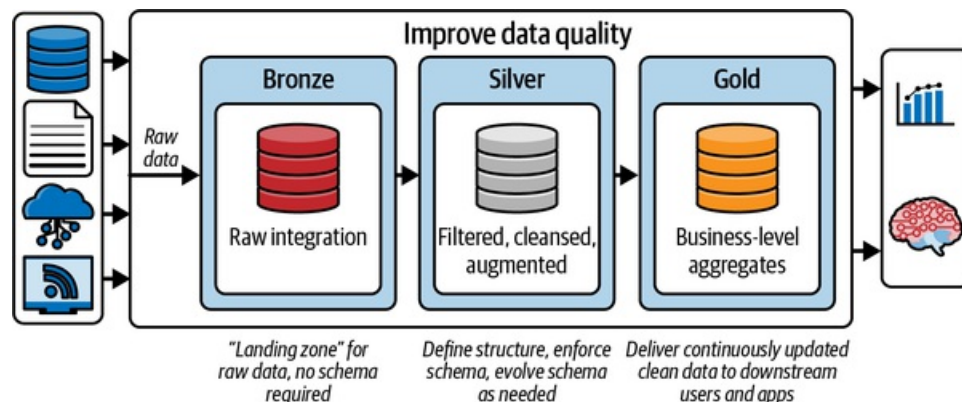 Improve data quality
Bronze
Silver
Gold
Raw
data
Raw integration
Filtered, cleansed,
augmented
Business-level
aggregates
“Landing zone” for
raw data, no schema
required
Define structure, enforce
schema, evolve schema
as needed
Deliver continuously updated
clean data to downstream
users and apps